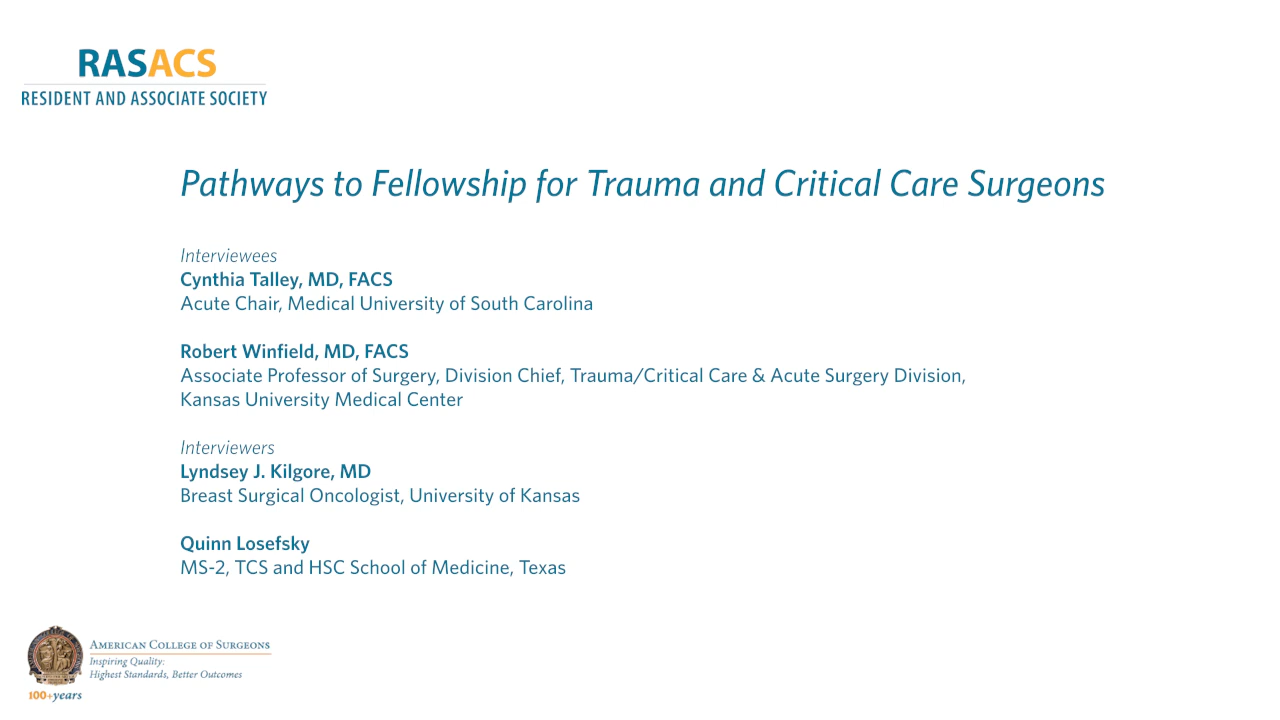 RASACS
RESIDENT AND ASSOCIATE SOCIETY
Pathways to Fellowship for Trauma and Critical Care Surgeons
Interviewees
Cynthia Talley, MD, FACS
Acute Chair, Medical University of South Carolina
Robert Winfield, MD, FACS
Associate Professor of Surgery, Division Chief, Trauma/Critical Care & Acute Surgery Division,
Kansas University Medical Center
Interviewers
Lyndsey J. Kilgore, MD
Breast Surgical Oncologist, University of Kansas
Quinn Losefsky
MS-2, TCS and HSC School of Medicine, Texas
AMERICAN COLLEGE OF SURGEONS
Inspiring Quality:
Highest Standards, Better Outcomes
100+years